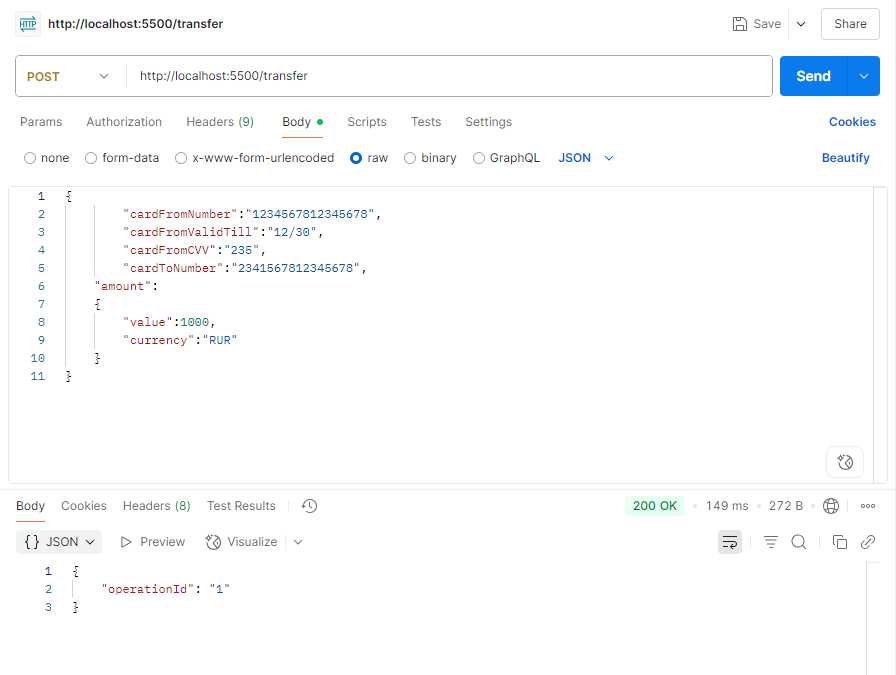 HTTP http://localhost:5500/transfer Save Share
POST http://localhost:5500/transfer Send
Params Authorization Headers (9) Body Scripts Tests Settings Cookies
none form-data x-www-form-urlencoded raw binary GraphQL JSON Beautify
1 {
2 "cardFromNumber":"1234567812345678",
3 "cardFromValidTill":"12/30",
4 "cardFromCVV":"235",
5 "cardToNumber":"2341567812345678",
6 "amount":
7 {
8 "value":1000,
9 "currency":"RUR"
10 }
11 }
Body Cookies Headers (8) Test Results 200 OK • 149 ms • 272 B •
{} JSON Preview Visualize
1 {
2 "operationId": "1"
3 }